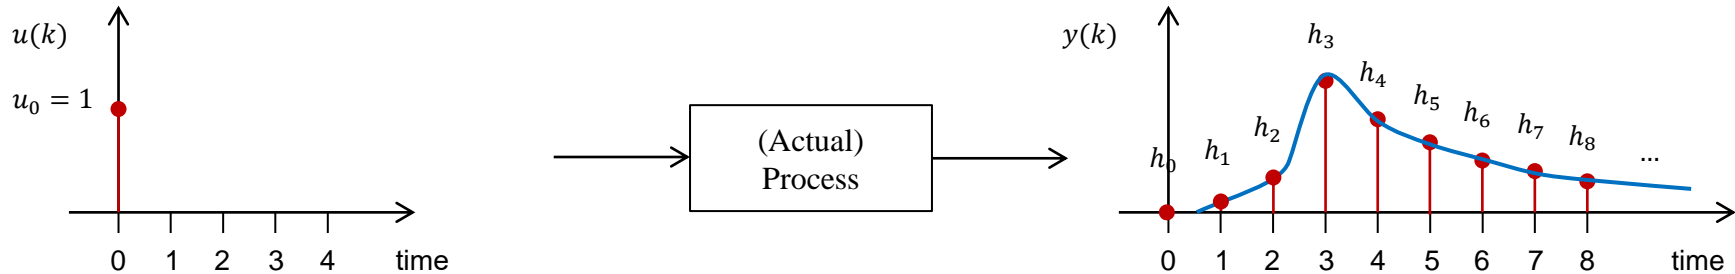 u(k)
u₀ = 1
0 1 2 3 4 time
(Actual)
Process
y(k)
h₀ h₁ h₂ h₃ h₄ h₅ h₆ h₇ h₈ ...
0 1 2 3 4 5 6 7 8 time